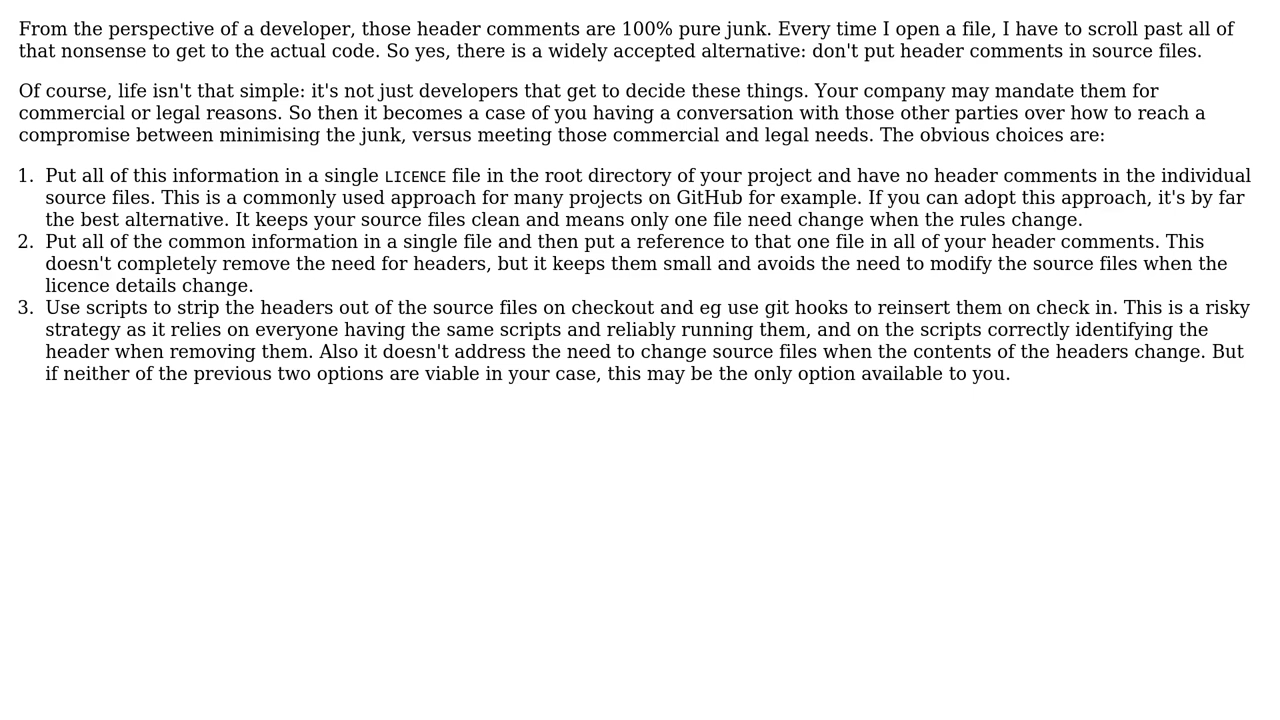 From the perspective of a developer, those header comments are 100% pure junk. Every time I open a file, I have to scroll past all of
that nonsense to get to the actual code. So yes, there is a widely accepted alternative: don't put header comments in source files.
Of course, life isn't that simple: it's not just developers that get to decide these things. Your company may mandate them for
commercial or legal reasons. So then it becomes a case of you having a conversation with those other parties over how to reach a
compromise between minimising the junk, versus meeting those commercial and legal needs. The obvious choices are:
1. Put all of this information in a single LICENCE file in the root directory of your project and have no header comments in the individual
source files. This is a commonly used approach for many projects on GitHub for example. If you can adopt this approach, it's by far
the best alternative. It keeps your source files clean and means only one file need change when the rules change.
2. Put all of the common information in a single file and then put a reference to that one file in all of your header comments. This
doesn't completely remove the need for headers, but it keeps them small and avoids the need to modify the source files when the
licence details change.
3. Use scripts to strip the headers out of the source files on checkout and eg use git hooks to reinsert them on check in. This is a risky
strategy as it relies on everyone having the same scripts and reliably running them, and on the scripts correctly identifying the
header when removing them. Also it doesn't address the need to change source files when the contents of the headers change. But
if neither of the previous two options are viable in your case, this may be the only option available to you.